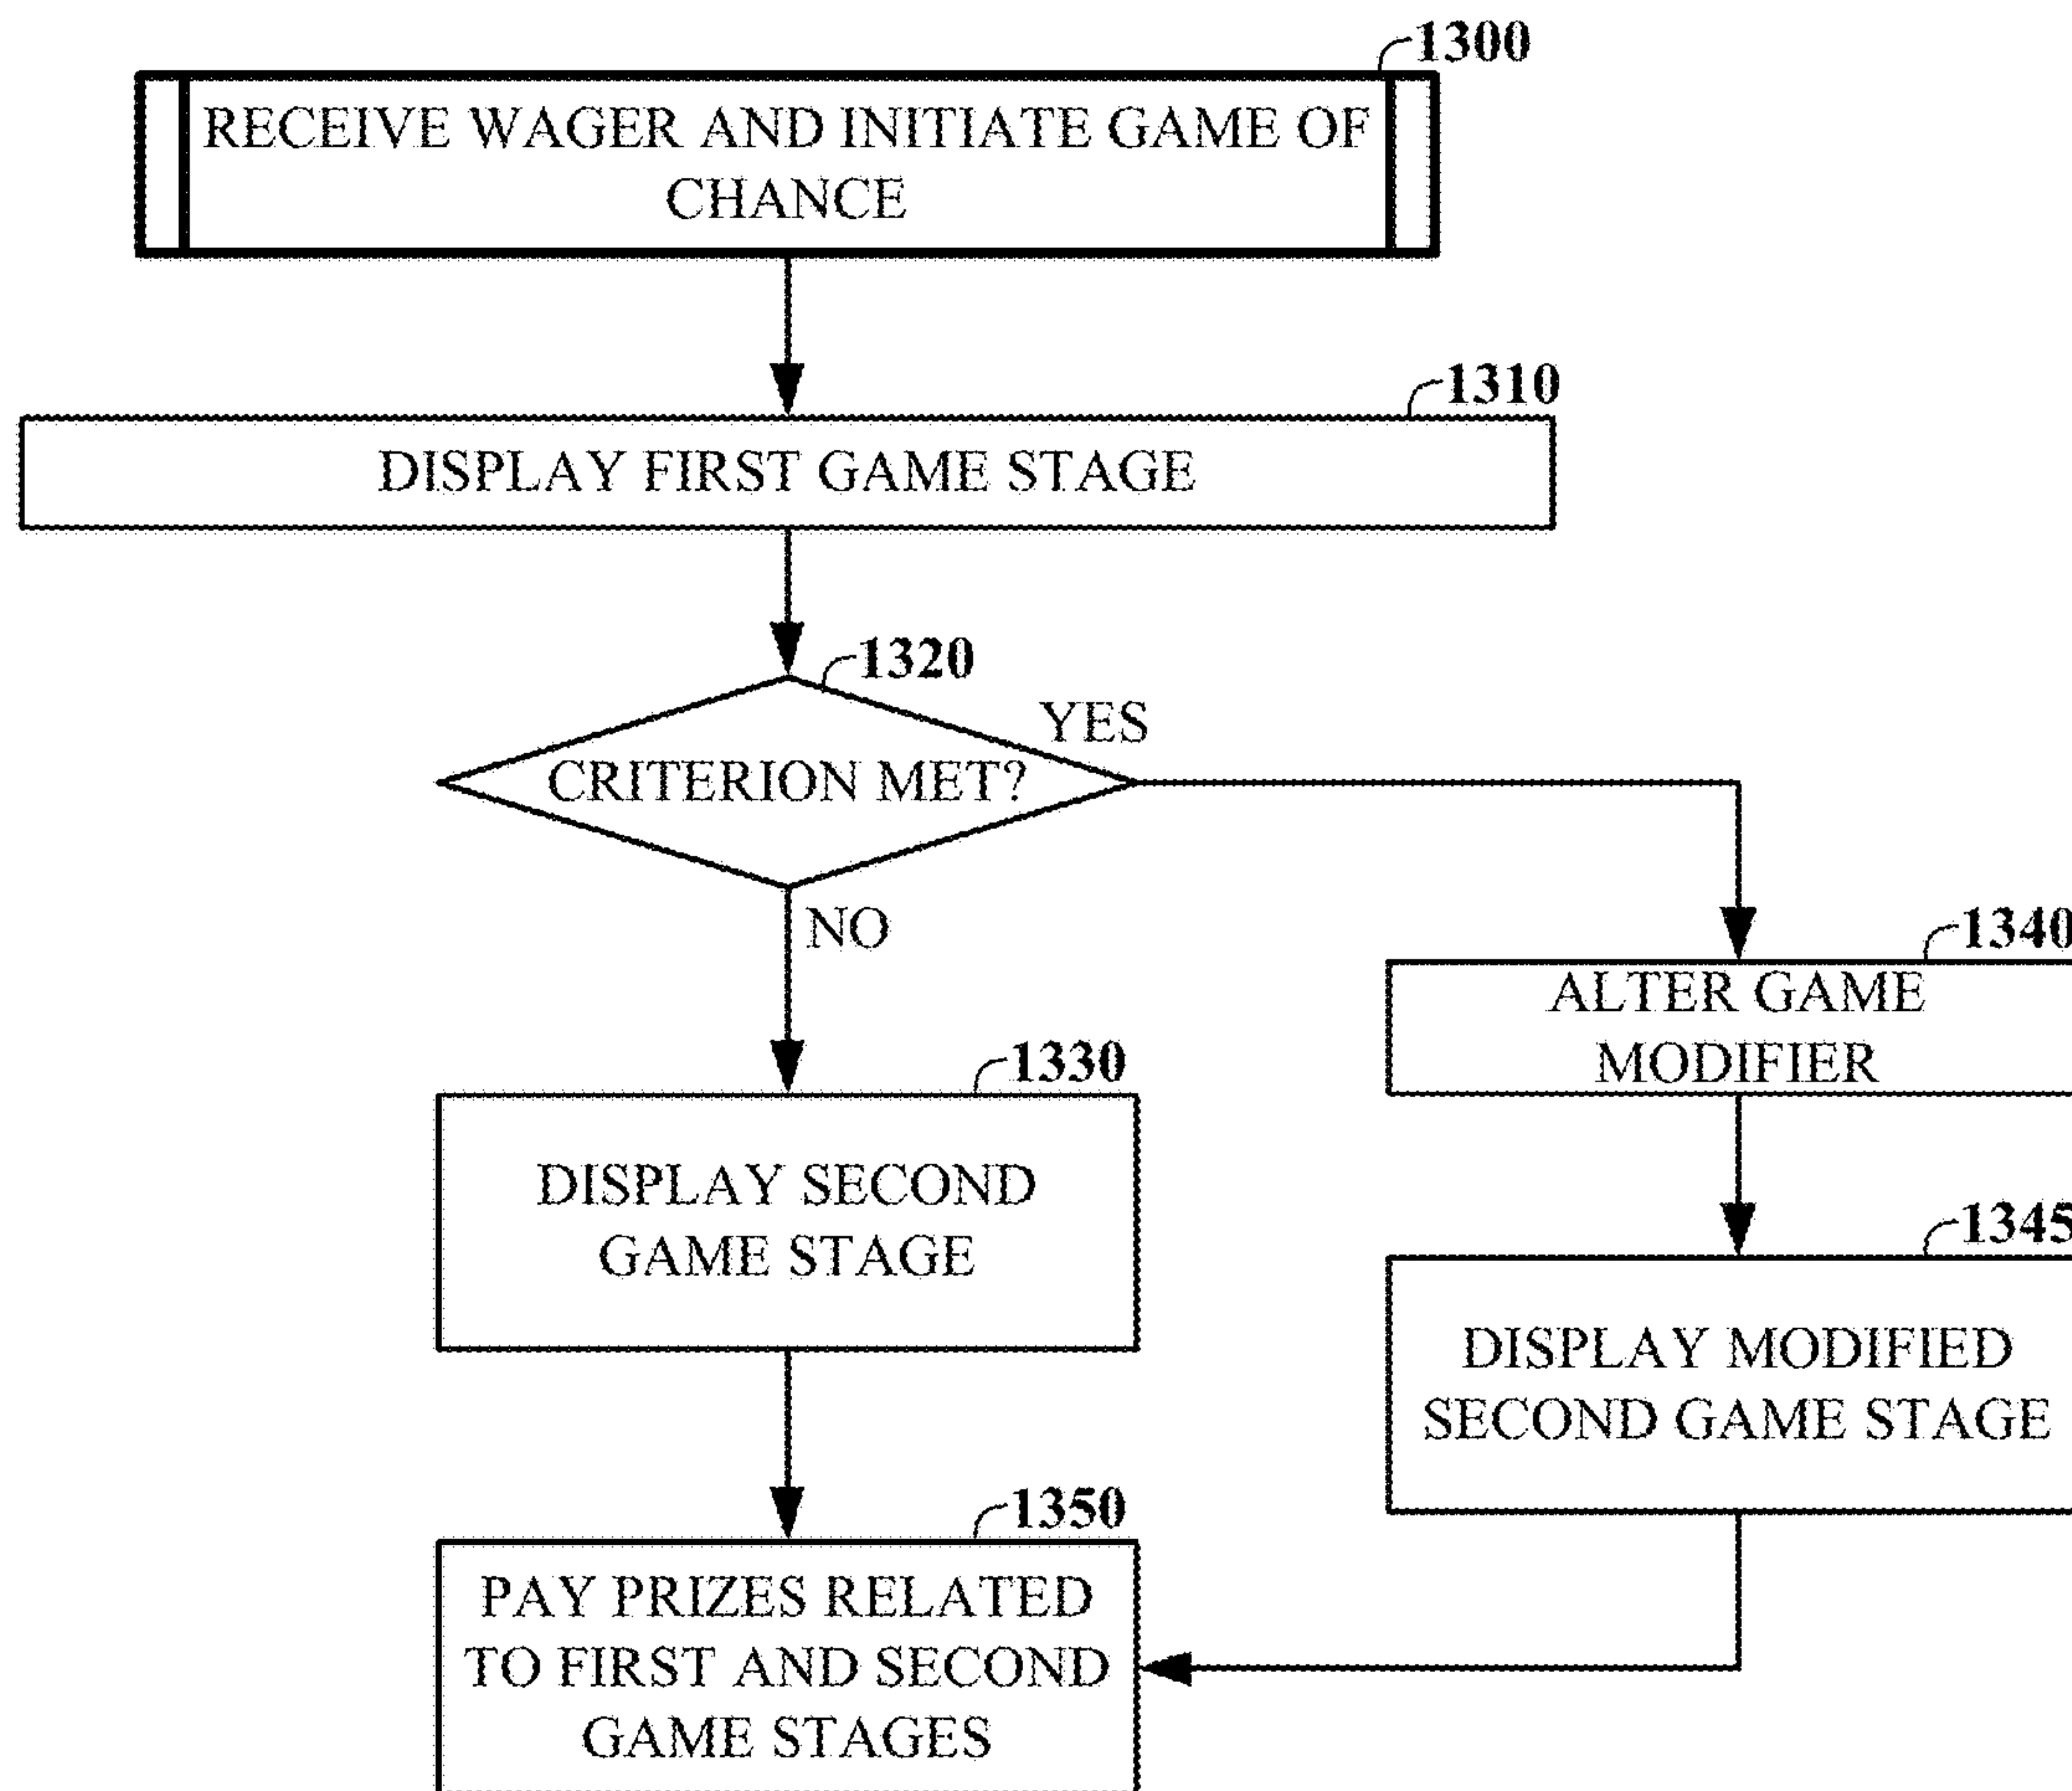 1300
RECEIVE WAGER AND INITIATE GAME OF
CHANCE
1310
DISPLAY FIRST GAME STAGE
1320
YES
CRITERION MET?
NO
1340
ALTER GAME
MODIFIER
1330
DISPLAY SECOND
GAME STAGE
1345
DISPLAY MODIFIED
SECOND GAME STAGE
1350
PAY PRIZES RELATED
TO FIRST AND SECOND
GAME STAGES